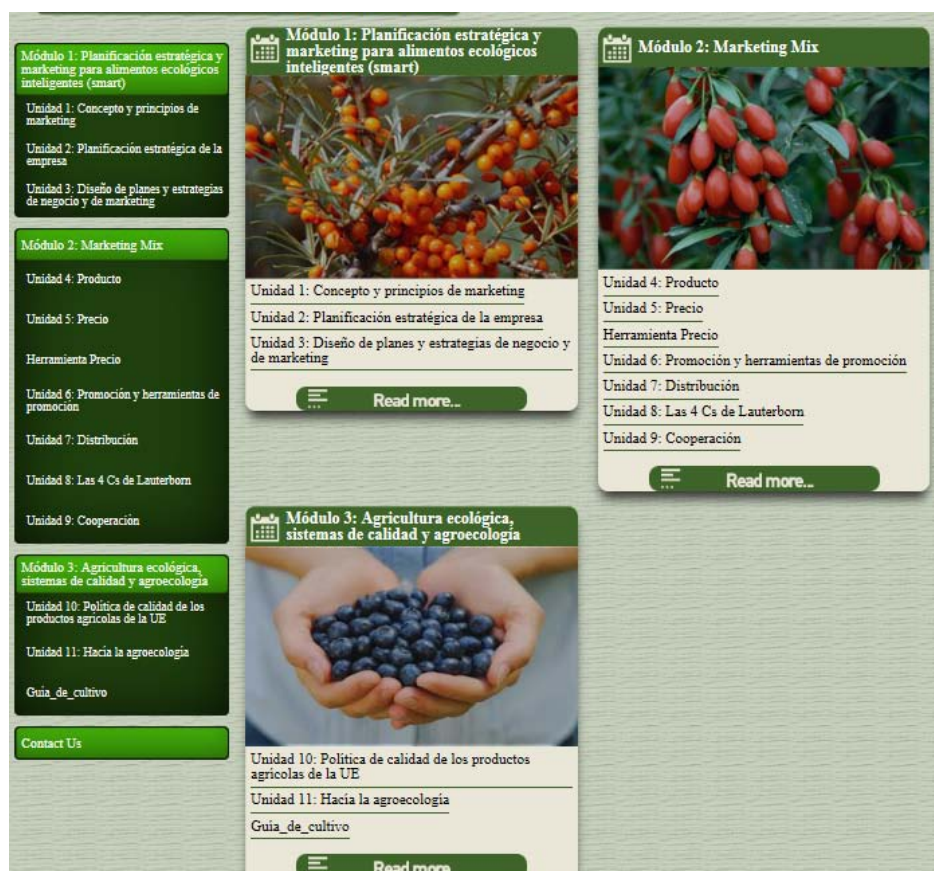 Módulo 1: Planificación estratégica y
marketing para alimentos ecológicos
inteligentes (smart)
Unidad 1: Concepto y principios de
marketing
Unidad 2: Planificación estratégica de la
empresa
Unidad 3: Diseño de planes y estrategias
de negocio y de marketing
Módulo 2: Marketing Mix
Unidad 4: Producto
Unidad 5: Precio
Herramienta Precio
Unidad 6: Promoción y herramientas de
promoción
Unidad 7: Distribución
Unidad 8: Las 4 Cs de Lauterborn
Unidad 9: Cooperación
Módulo 3: Agricultura ecológica,
sistemas de calidad y agroecología
Unidad 10: Política de calidad de los
productos agrícolas de la UE
Unidad 11: Hacia la agroecología
Guia_de_cultivo
Contact Us
Módulo 1: Planificación estratégica y
marketing para alimentos ecológicos
inteligentes (smart)
Unidad 1: Concepto y principios de marketing
Unidad 2: Planificación estratégica de la empresa
Unidad 3: Diseño de planes y estrategias de negocio y
de marketing
Read more...
Módulo 2: Marketing Mix
Unidad 4: Producto
Unidad 5: Precio
Herramienta Precio
Unidad 6: Promoción y herramientas de promoción
Unidad 7: Distribución
Unidad 8: Las 4 Cs de Lauterborn
Unidad 9: Cooperación
Read more...
Módulo 3: Agricultura ecológica,
sistemas de calidad y agroecología
Unidad 10: Política de calidad de los productos
agrícolas de la UE
Unidad 11: Hacia la agroecología
Guia_de_cultivo
Read more...